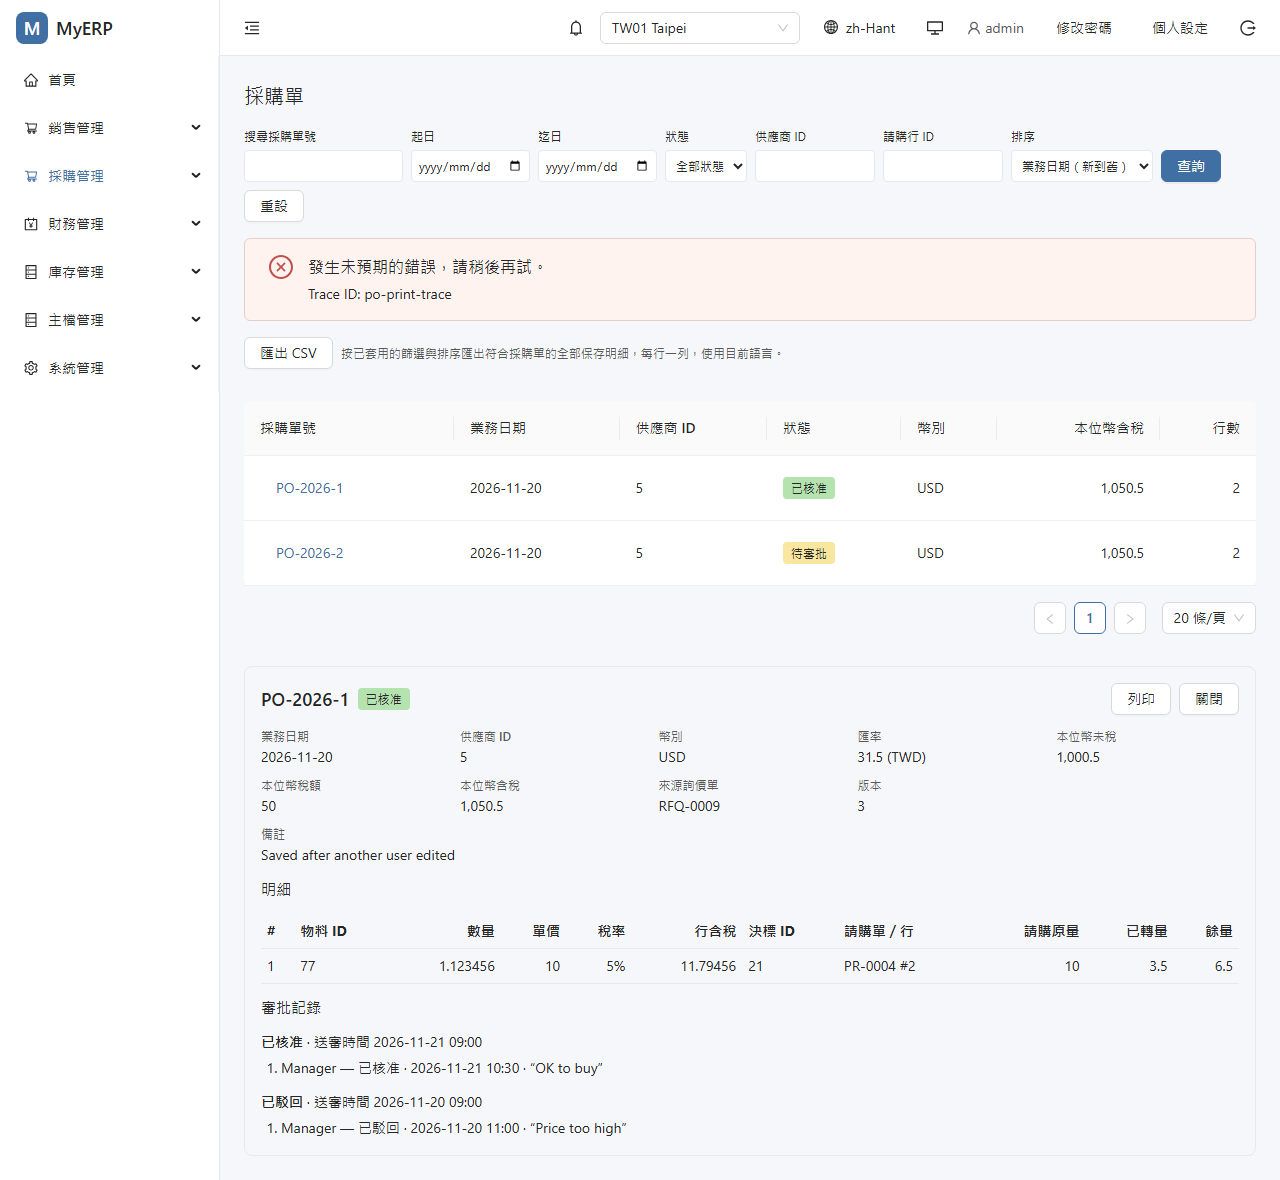 M MyERP
TW01 Taipei
zh-Hant
admin
修改密碼
個人設定
首頁
銷售管理
採購管理
財務管理
庫存管理
主檔管理
系統管理
採購單
搜尋採購單號 起日 迄日 狀態 供應商 ID 請購行 ID 排序
yyyy/mm/dd yyyy/mm/dd 全部狀態 業務日期（新到舊） 查詢
重設
發生未預期的錯誤，請稍後再試。
Trace ID: po-print-trace
匯出 CSV 按已套用的篩選與排序匯出符合採購單的全部保存明細，每行一列，使用目前語言。
採購單號 業務日期 供應商 ID 狀態 幣別 本位幣含稅 行數
PO-2026-1 2026-11-20 5 已核准 USD 1,050.5 2
PO-2026-2 2026-11-20 5 待審批 USD 1,050.5 2
< 1 > 20 條/頁
PO-2026-1 已核准 列印 關閉
業務日期 供應商 ID 幣別 匯率 本位幣未稅
2026-11-20 5 USD 31.5 (TWD) 1,000.5
本位幣稅額 本位幣含稅 來源詢價單 版本
50 1,050.5 RFQ-0009 3
備註
Saved after another user edited
明細
# 物料 ID 數量 單價 稅率 行含稅 決標 ID 請購單 / 行 請購原量 已轉量 餘量
1 77 1.123456 10 5% 11.79456 21 PR-0004 #2 10 3.5 6.5
審批記錄
已核准 · 送審時間 2026-11-21 09:00
1. Manager — 已核准 · 2026-11-21 10:30 · “OK to buy”
已駁回 · 送審時間 2026-11-20 09:00
1. Manager — 已駁回 · 2026-11-20 11:00 · “Price too high”